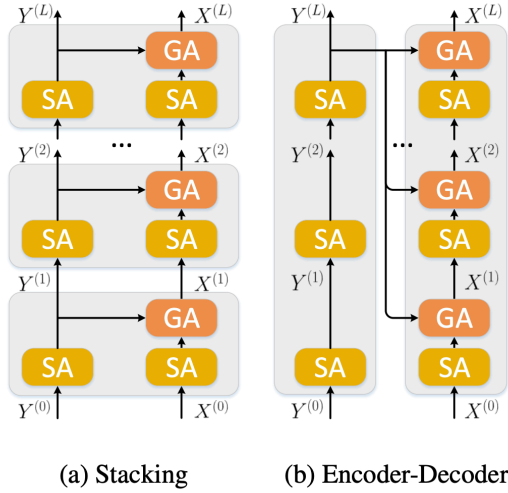 Y^(L) X^(L) Y^(L) X^(L)
GA GA
SA SA SA SA
... ...
Y^(2) X^(2) Y^(2) X^(2)
GA GA
SA SA SA SA
Y^(1) X^(1) Y^(1) X^(1)
GA GA
SA SA SA SA
Y^(0) X^(0) Y^(0) X^(0)
(a) Stacking (b) Encoder-Decoder